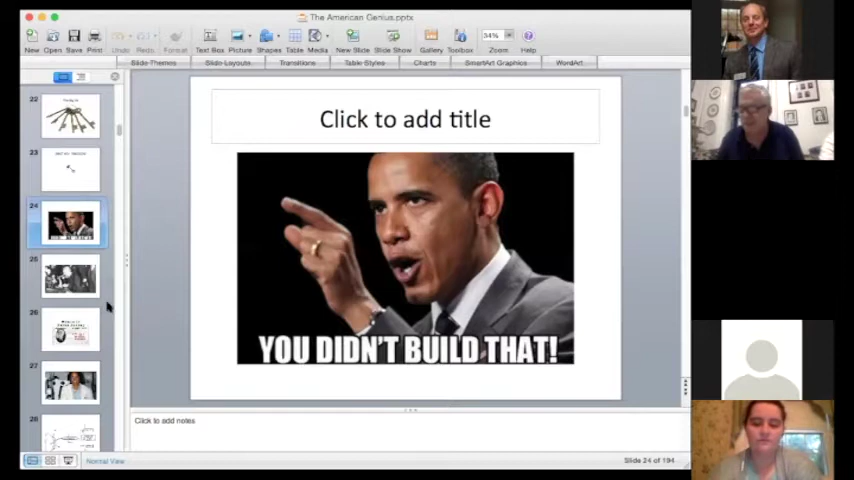 The American Genius.pptx
New Open Save Print Undo Redo Format Text Box Picture Shapes Table Media New Slide Slide Show Gallery Toolbox Zoom Help
34%
Slide Themes Slide Layouts Transitions Table Styles Charts SmartArt Graphics WordArt
22
23
24
25
26
27
28
Click to add title
YOU DIDN'T BUILD THAT!
Click to add notes
Normal View
Slide 24 of 194